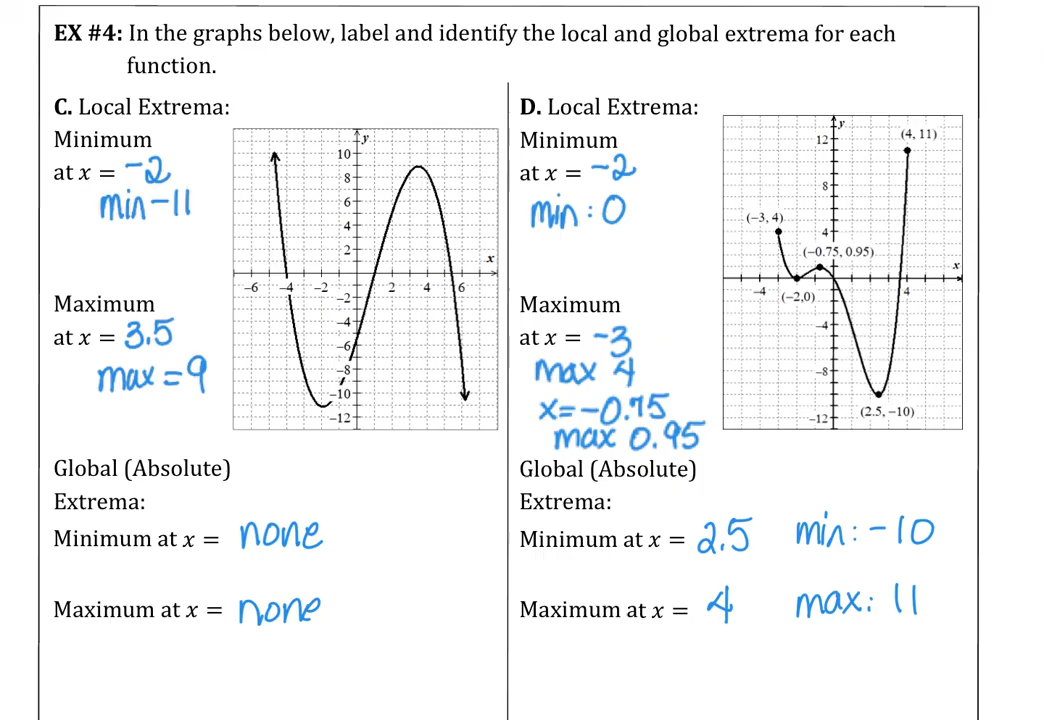 EX #4: In the graphs below, label and identify the local and global extrema for each
function.
C. Local Extrema:
Minimum
at x = -2
min -11
Maximum
at x = 3.5
max = 9
y
10
8
6
4
2
x
-6 -4 -2 2 4 6
-2
-4
-6
-8
-10
-12
Global (Absolute)
Extrema:
Minimum at x = none
Maximum at x = none
D. Local Extrema:
Minimum
at x = -2
min : 0
Maximum
at x = -3
max 4
x = -0.75
max 0.95
y
12
(4, 11)
8
(−3, 4)
4
(−0.75, 0.95)
x
-4 (−2,0) 4
-4
-8
-12
(2.5, −10)
Global (Absolute)
Extrema:
Minimum at x = 2.5 min: -10
Maximum at x = 4 max: 11